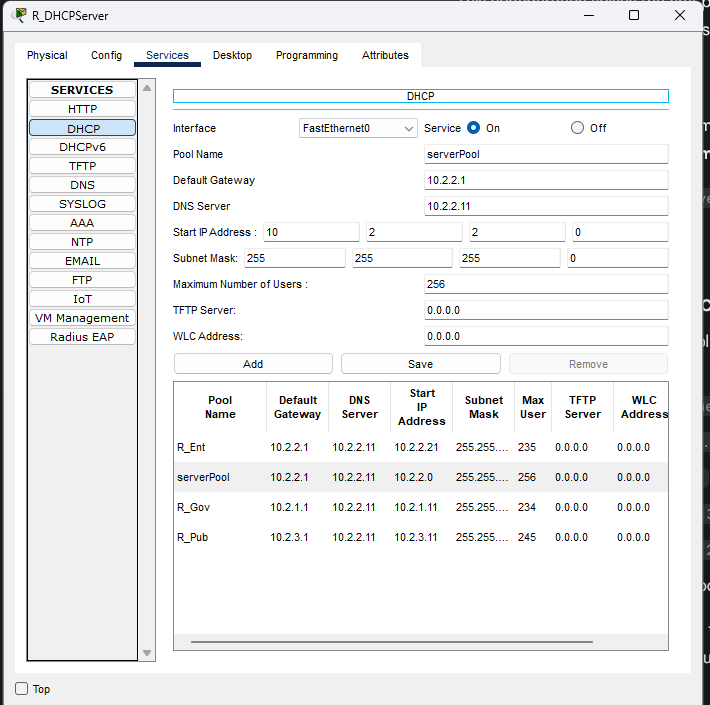 R_DHCPServer
Physical Config Services Desktop Programming Attributes
SERVICES
HTTP
DHCP
DHCPv6
TFTP
DNS
SYSLOG
AAA
NTP
EMAIL
FTP
IoT
VM Management
Radius EAP
DHCP
Interface FastEthernet0 Service On Off
Pool Name serverPool
Default Gateway 10.2.2.1
DNS Server 10.2.2.11
Start IP Address : 10 2 2 0
Subnet Mask: 255 255 255 0
Maximum Number of Users : 256
TFTP Server: 0.0.0.0
WLC Address: 0.0.0.0
Add Save Remove
Pool Name Default Gateway DNS Server Start IP Address Subnet Mask Max User TFTP Server WLC Address
R_Ent 10.2.2.1 10.2.2.11 10.2.2.21 255.255.... 235 0.0.0.0 0.0.0.0
serverPool 10.2.2.1 10.2.2.11 10.2.2.0 255.255.... 256 0.0.0.0 0.0.0.0
R_Gov 10.2.1.1 10.2.2.11 10.2.1.11 255.255.... 234 0.0.0.0 0.0.0.0
R_Pub 10.2.3.1 10.2.2.11 10.2.3.11 255.255.... 245 0.0.0.0 0.0.0.0
Top